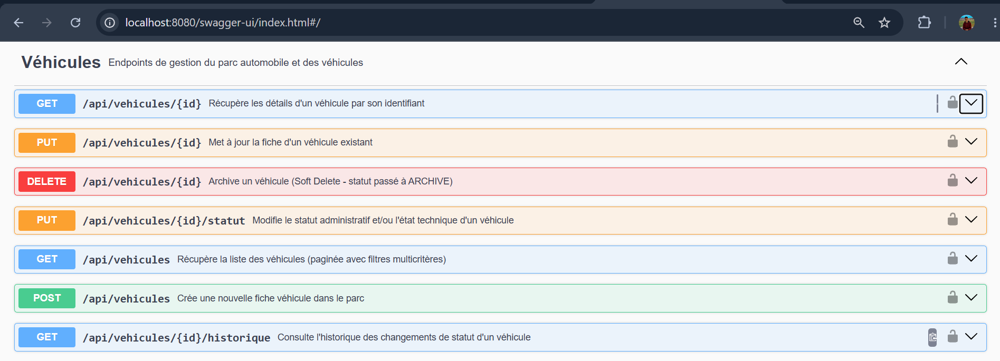 localhost:8080/swagger-ui/index.html#/
Véhicules Endpoints de gestion du parc automobile et des véhicules
GET /api/vehicules/{id} Récupère les détails d'un véhicule par son identifiant
PUT /api/vehicules/{id} Met à jour la fiche d'un véhicule existant
DELETE /api/vehicules/{id} Archive un véhicule (Soft Delete - statut passé à ARCHIVE)
PUT /api/vehicules/{id}/statut Modifie le statut administratif et/ou l'état technique d'un véhicule
GET /api/vehicules Récupère la liste des véhicules (paginée avec filtres multicritères)
POST /api/vehicules Crée une nouvelle fiche véhicule dans le parc
GET /api/vehicules/{id}/historique Consulte l'historique des changements de statut d'un véhicule